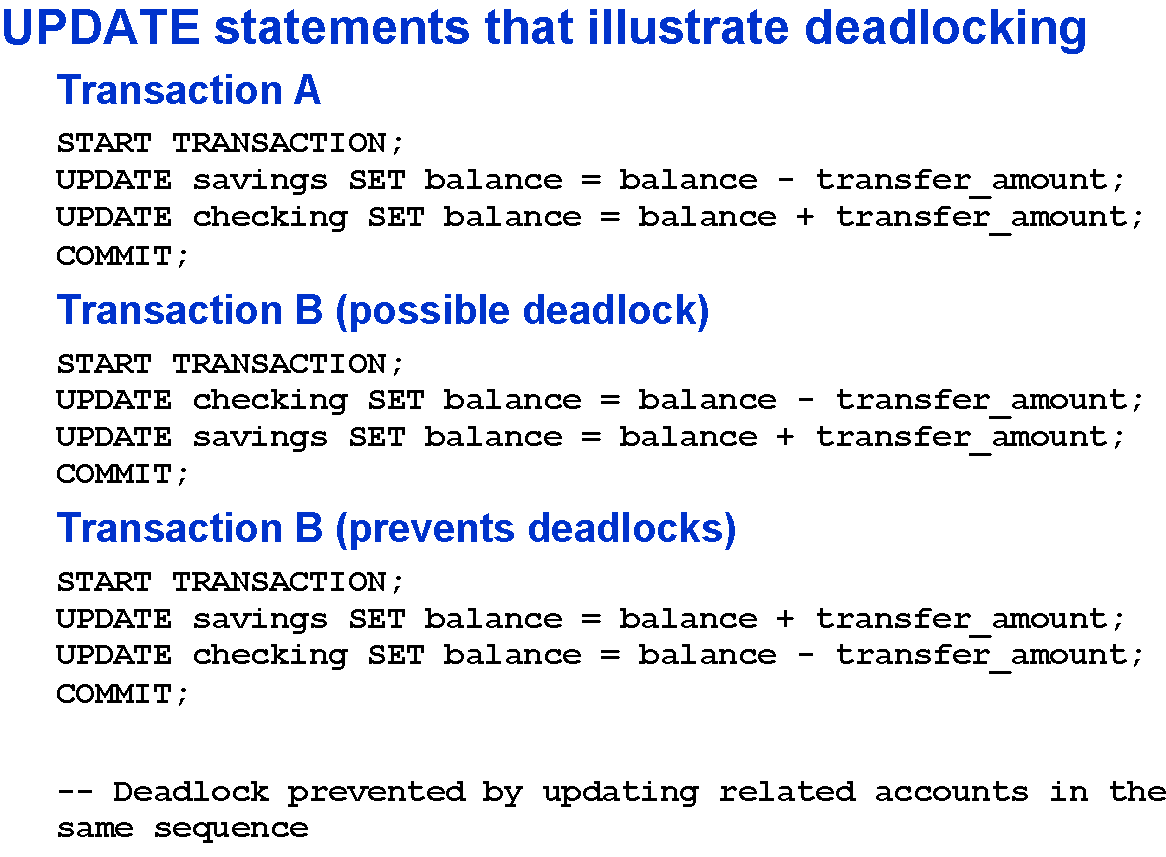 UPDATE statements that illustrate deadlocking
Transaction A
START TRANSACTION;
UPDATE savings SET balance = balance - transfer_amount;
UPDATE checking SET balance = balance + transfer_amount;
COMMIT;
Transaction B (possible deadlock)
START TRANSACTION;
UPDATE checking SET balance = balance - transfer_amount;
UPDATE savings SET balance = balance + transfer_amount;
COMMIT;
Transaction B (prevents deadlocks)
START TRANSACTION;
UPDATE savings SET balance = balance + transfer_amount;
UPDATE checking SET balance = balance - transfer_amount;
COMMIT;
-- Deadlock prevented by updating related accounts in the
same sequence